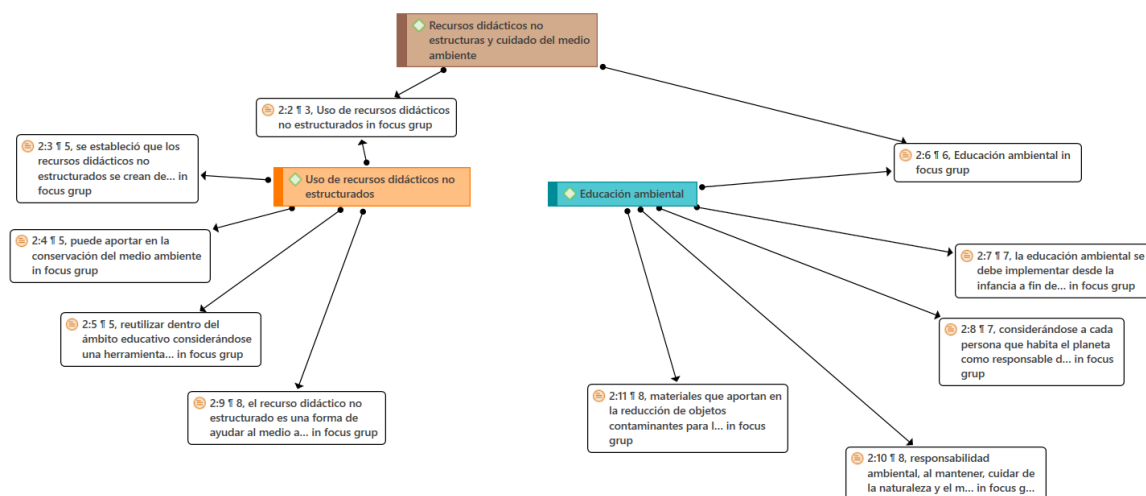 Recursos didácticos no
estructuras y cuidado del medio
ambiente
2:2 ¶ 3, Uso de recursos didácticos
no estructurados in focus grup
2:3 ¶ 5, se estableció que los
recursos didácticos no
estructurados se crean de... in
focus grup
2:6 ¶ 6, Educación ambiental in
focus grup
Uso de recursos didácticos no
estructurados
Educación ambiental
2:4 ¶ 5, puede aportar en la
conservación del medio ambiente
in focus grup
2:7 ¶ 7, la educación ambiental se
debe implementar desde la
infancia a fin de... in focus grup
2:5 ¶ 5, reutilizar dentro del
ámbito educativo considerándose
una herramienta... in focus grup
2:8 ¶ 7, considerándose a cada
persona que habita el planeta
como responsable d... in focus
grup
2:9 ¶ 8, el recurso didáctico no
estructurado es una forma de
ayudar al medio a... in focus grup
2:11 ¶ 8, materiales que aportan en
la reducción de objetos
contaminantes para l... in focus
grup
2:10 ¶ 8, responsabilidad
ambiental, al mantener, cuidar de
la naturaleza y el m... in focus g...